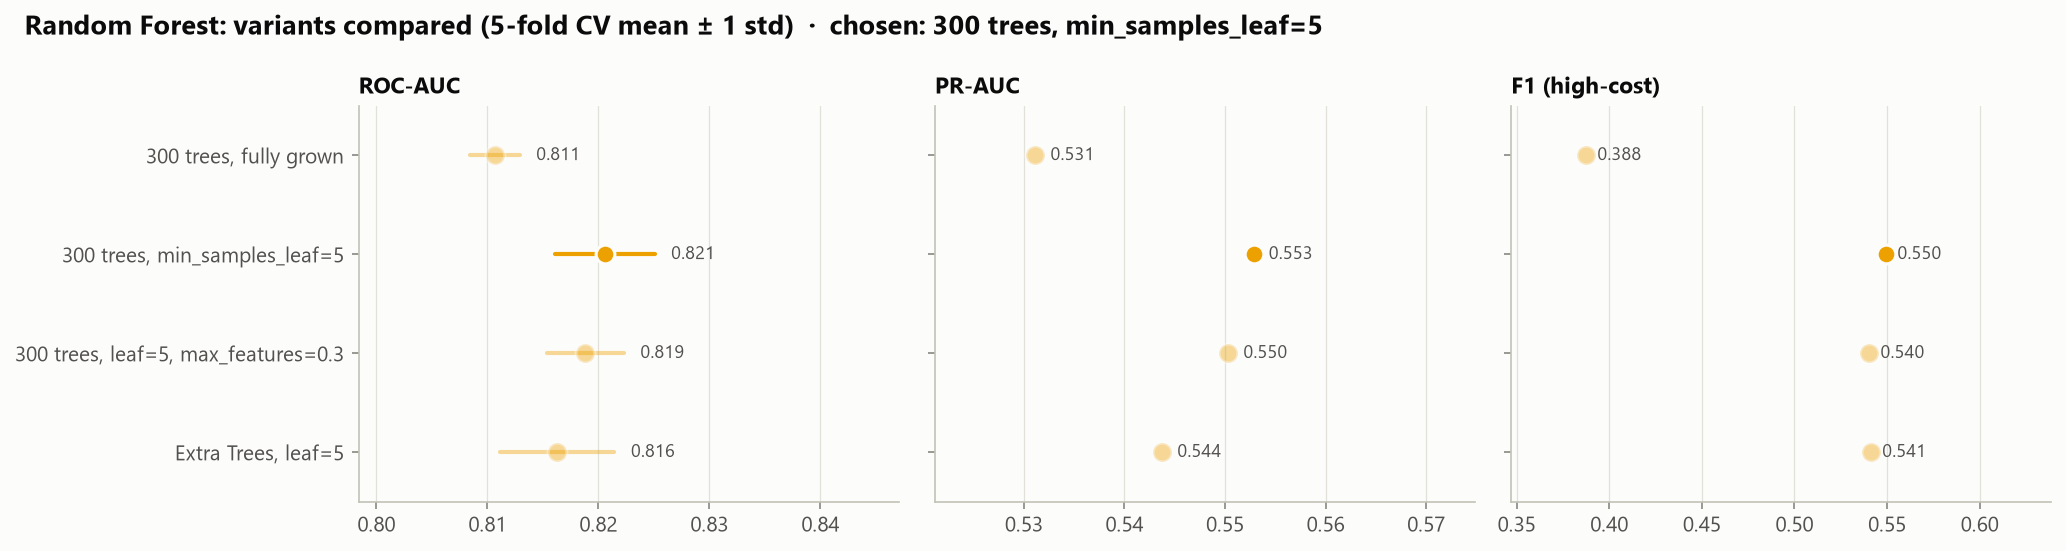 Random Forest: variants compared (5-fold CV mean ± 1 std) · chosen: 300 trees, min_samples_leaf=5
ROC-AUC
PR-AUC
F1 (high-cost)
300 trees, fully grown
0.811
0.531
0.388
300 trees, min_samples_leaf=5
0.821
0.553
0.550
300 trees, leaf=5, max_features=0.3
0.819
0.550
0.540
Extra Trees, leaf=5
0.816
0.544
0.541
0.80 0.81 0.82 0.83 0.84
0.53 0.54 0.55 0.56 0.57
0.35 0.40 0.45 0.50 0.55 0.60